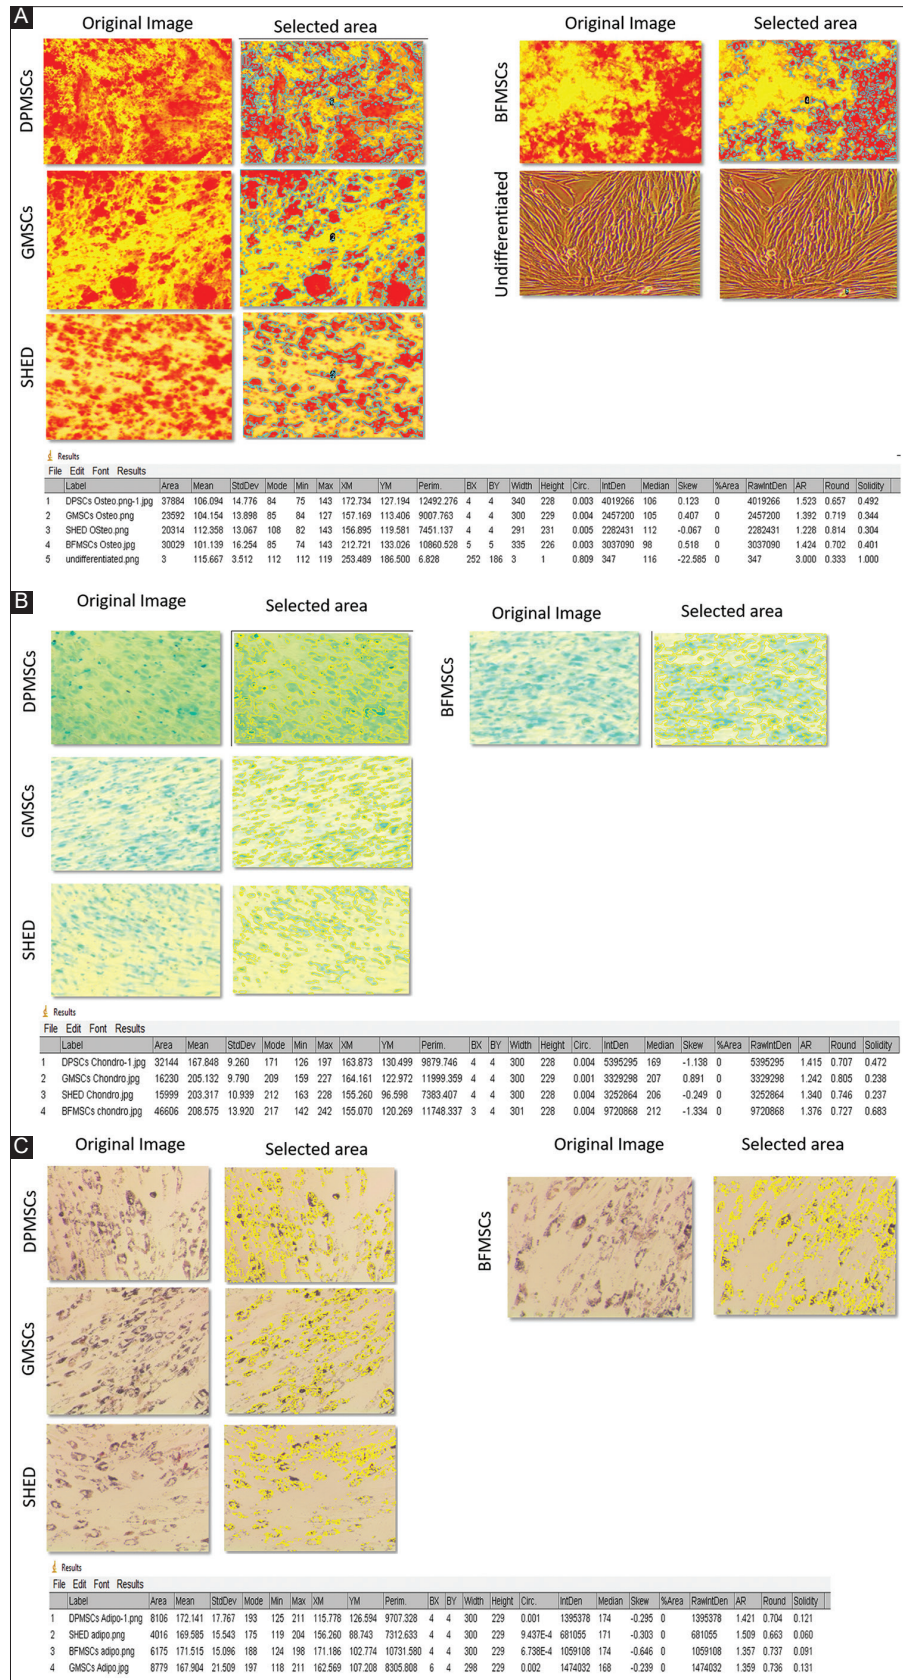 A
Original Image Selected area Original Image Selected area
DPMSCs
BFMSCs
GMSCs
Undifferentiated
SHED
Results
File Edit Font Results
Label Area Mean StdDev Mode Min Max XM YM Perim. BX BY Width Height Circ. IntDen Median Skew %Area RawIntDen AR Round Solidity
1 DPSCs Osteo.png-1.jpg 37884 106.094 14.776 84 75 143 172.734 127.194 12492.276 4 4 340 228 0.003 4019266 106 0.123 0 4019266 1.523 0.657 0.492
2 GMSCs Osteo.png 23592 104.154 13.898 85 84 127 157.169 113.406 9007.763 4 4 300 229 0.004 2457200 105 0.407 0 2457200 1.392 0.719 0.344
3 SHED OSteo.png 20314 112.358 13.067 108 82 143 156.895 119.581 7451.137 4 4 291 231 0.005 2282431 112 -0.067 0 2282431 1.228 0.814 0.304
4 BFMSCs Osteo.jpg 30029 101.139 16.254 85 74 143 212.721 133.026 10860.528 5 5 335 226 0.003 3037090 98 0.518 0 3037090 1.424 0.702 0.401
5 undifferentiated.png 3 115.667 3.512 112 112 119 253.489 186.500 6.828 252 186 3 1 0.809 347 116 -22.585 0 347 3.000 0.333 1.000
B
Original Image Selected area Original Image Selected area
DPMSCs
BFMSCs
GMSCs
SHED
Results
File Edit Font Results
Label Area Mean StdDev Mode Min Max XM YM Perim. BX BY Width Height Circ. IntDen Median Skew %Area RawIntDen AR Round Solidity
1 DPSCs Chondro-1.jpg 32144 167.848 9.260 171 126 197 163.873 130.499 9879.746 4 4 300 228 0.004 5395295 169 -1.138 0 5395295 1.415 0.707 0.472
2 GMSCs Chondro.jpg 16230 205.132 9.790 209 159 227 164.161 122.972 11999.359 4 4 300 229 0.001 3329298 207 0.891 0 3329298 1.242 0.805 0.238
3 SHED Chondro.jpg 15999 203.317 10.939 212 163 228 155.260 96.598 7383.407 4 4 300 228 0.004 3252864 206 -0.249 0 3252864 1.340 0.746 0.237
4 BFMSCs chondro.jpg 46606 208.575 13.920 217 142 242 155.070 120.269 11748.337 3 4 301 228 0.004 9720868 212 -1.334 0 9720868 1.376 0.727 0.683
C
Original Image Selected area Original Image Selected area
DPMSCs
BFMSCs
GMSCs
SHED
Results
File Edit Font Results
Label Area Mean StdDev Mode Min Max XM YM Perim. BX BY Width Height Circ. IntDen Median Skew %Area RawIntDen AR Round Solidity
1 DPMSCs Adipo-1.png 8106 172.141 17.767 193 125 211 115.778 126.594 9707.328 4 4 300 229 0.001 1395378 174 -0.295 0 1395378 1.421 0.704 0.121
2 SHED adipo.png 4016 169.585 15.543 175 119 204 156.260 88.743 7312.633 4 4 300 229 9.437E-4 681055 171 -0.303 0 681055 1.509 0.663 0.060
3 BFMSCs adipo.png 6175 171.515 15.096 188 124 198 171.186 102.774 10731.580 4 4 300 229 6.738E-4 1059108 174 -0.646 0 1059108 1.357 0.737 0.091
4 GMSCs Adipo.jpg 8779 167.904 21.509 197 118 211 162.569 107.208 8305.808 6 4 298 229 0.002 1474032 168 -0.239 0 1474032 1.359 0.736 0.131